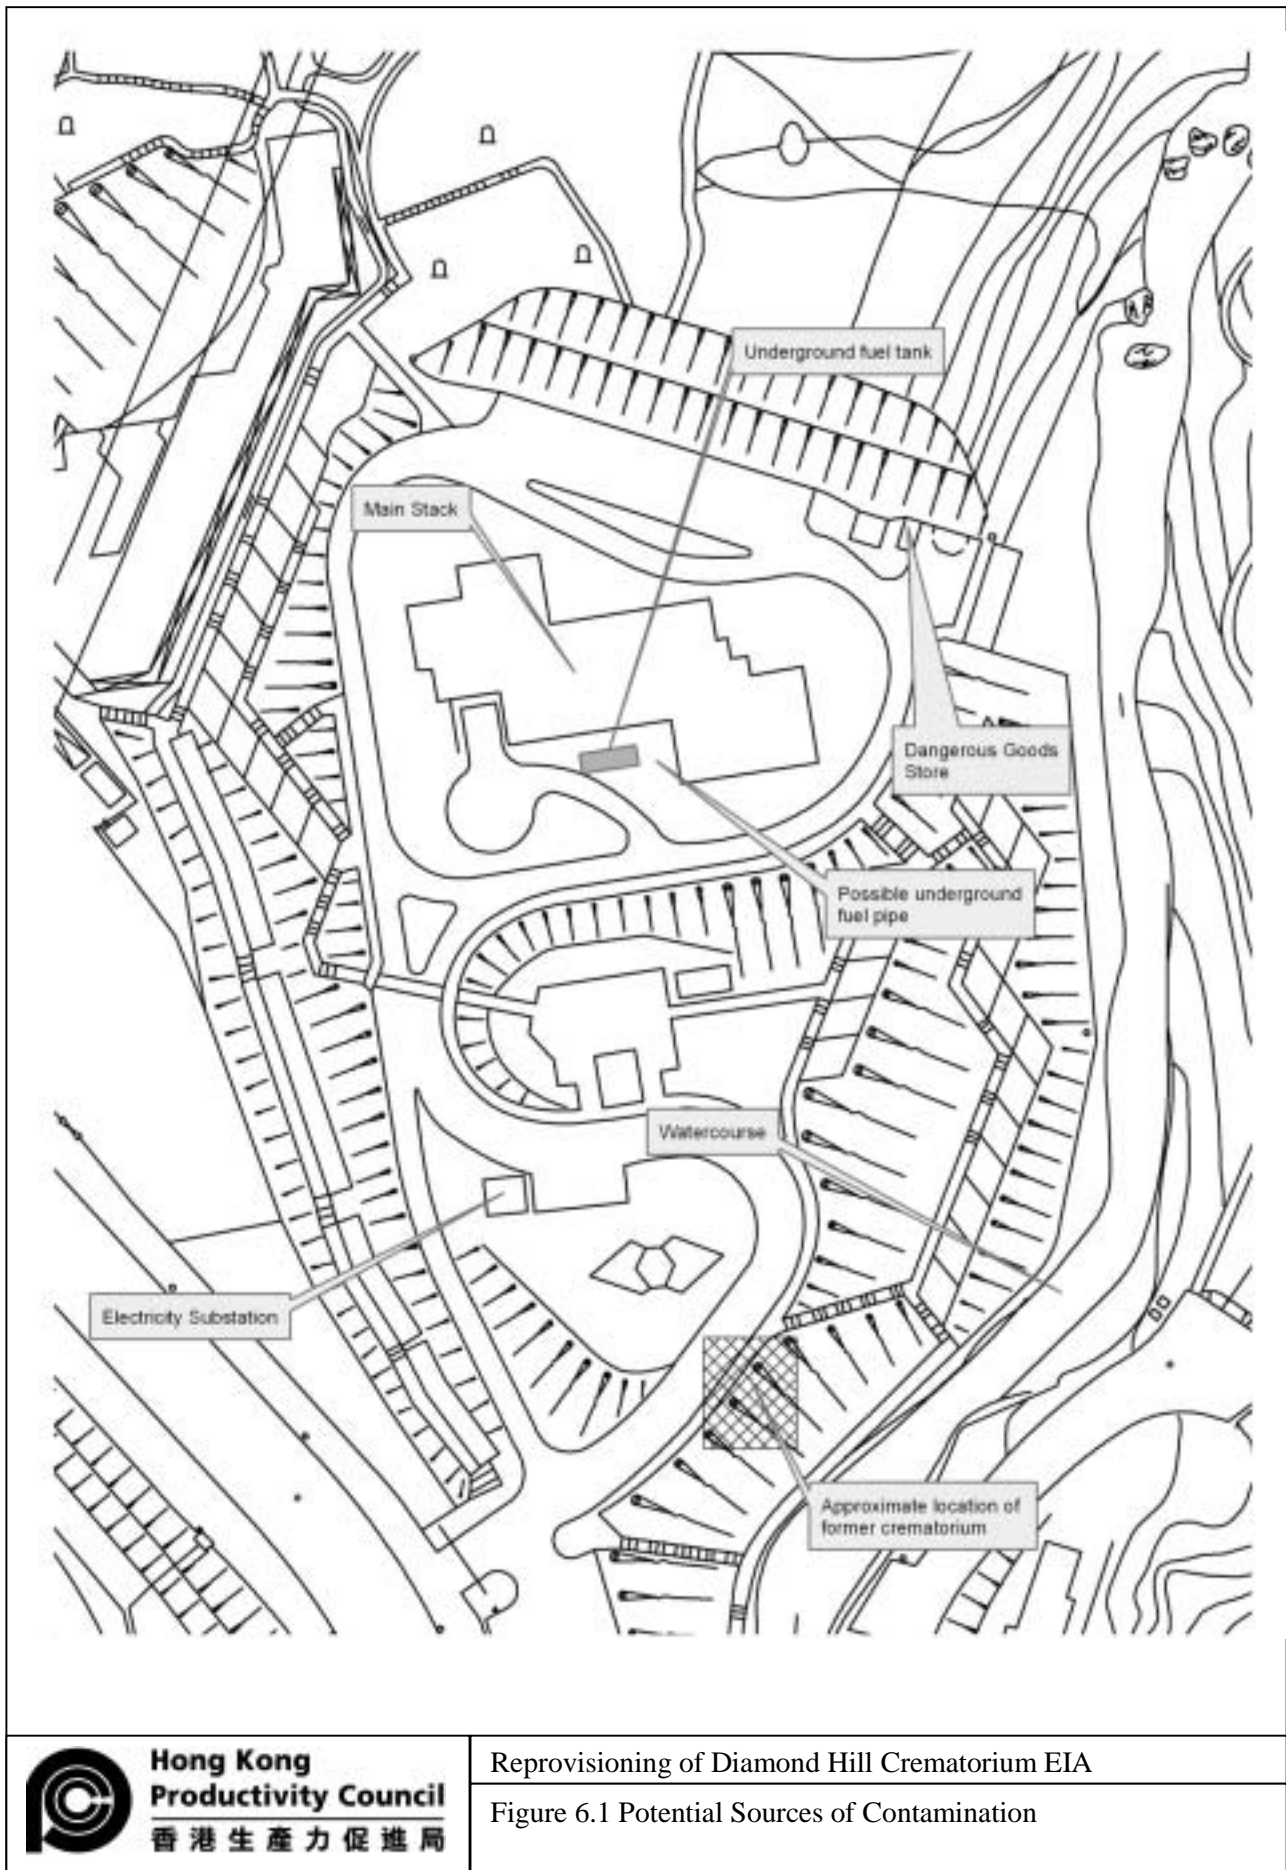 Underground fuel tank
Main Stack
Dangerous Goods
Store
Possible underground
fuel pipe
Watercourse
Electricity Substation
Approximate location of
former crematorium
Hong Kong
Productivity Council
香港生產力促進局
Reprovisioning of Diamond Hill Crematorium EIA
Figure 6.1 Potential Sources of Contamination